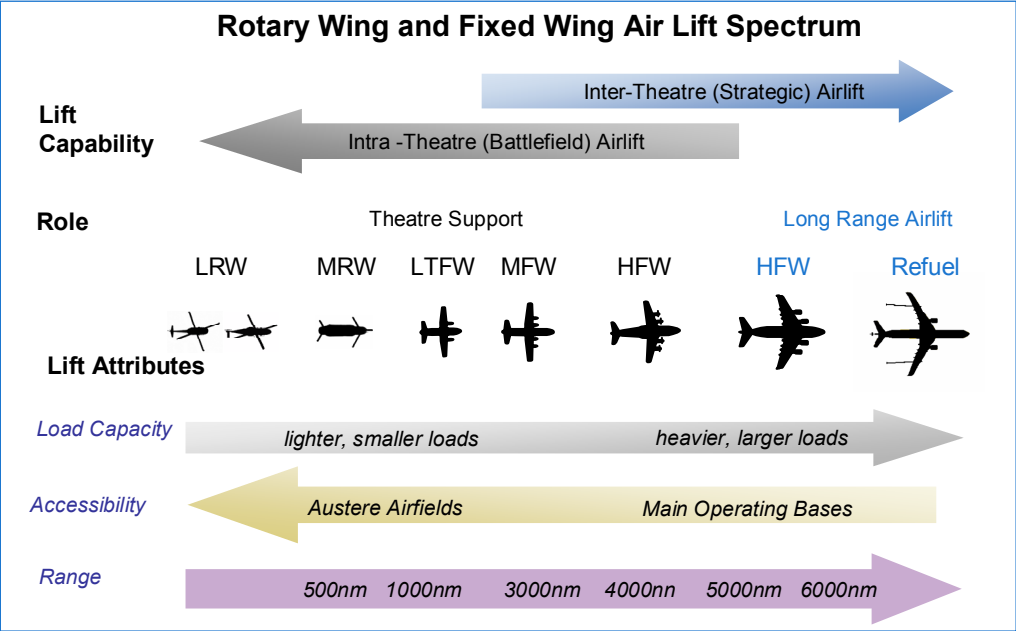 Rotary Wing and Fixed Wing Air Lift Spectrum
Inter-Theatre (Strategic) Airlift
Lift
Capability
Intra -Theatre (Battlefield) Airlift
Role Theatre Support Long Range Airlift
LRW MRW LTFW MFW HFW HFW Refuel
Lift Attributes
Load Capacity lighter, smaller loads heavier, larger loads
Accessibility Austere Airfields Main Operating Bases
Range 500nm 1000nm 3000nm 4000nn 5000nm 6000nm